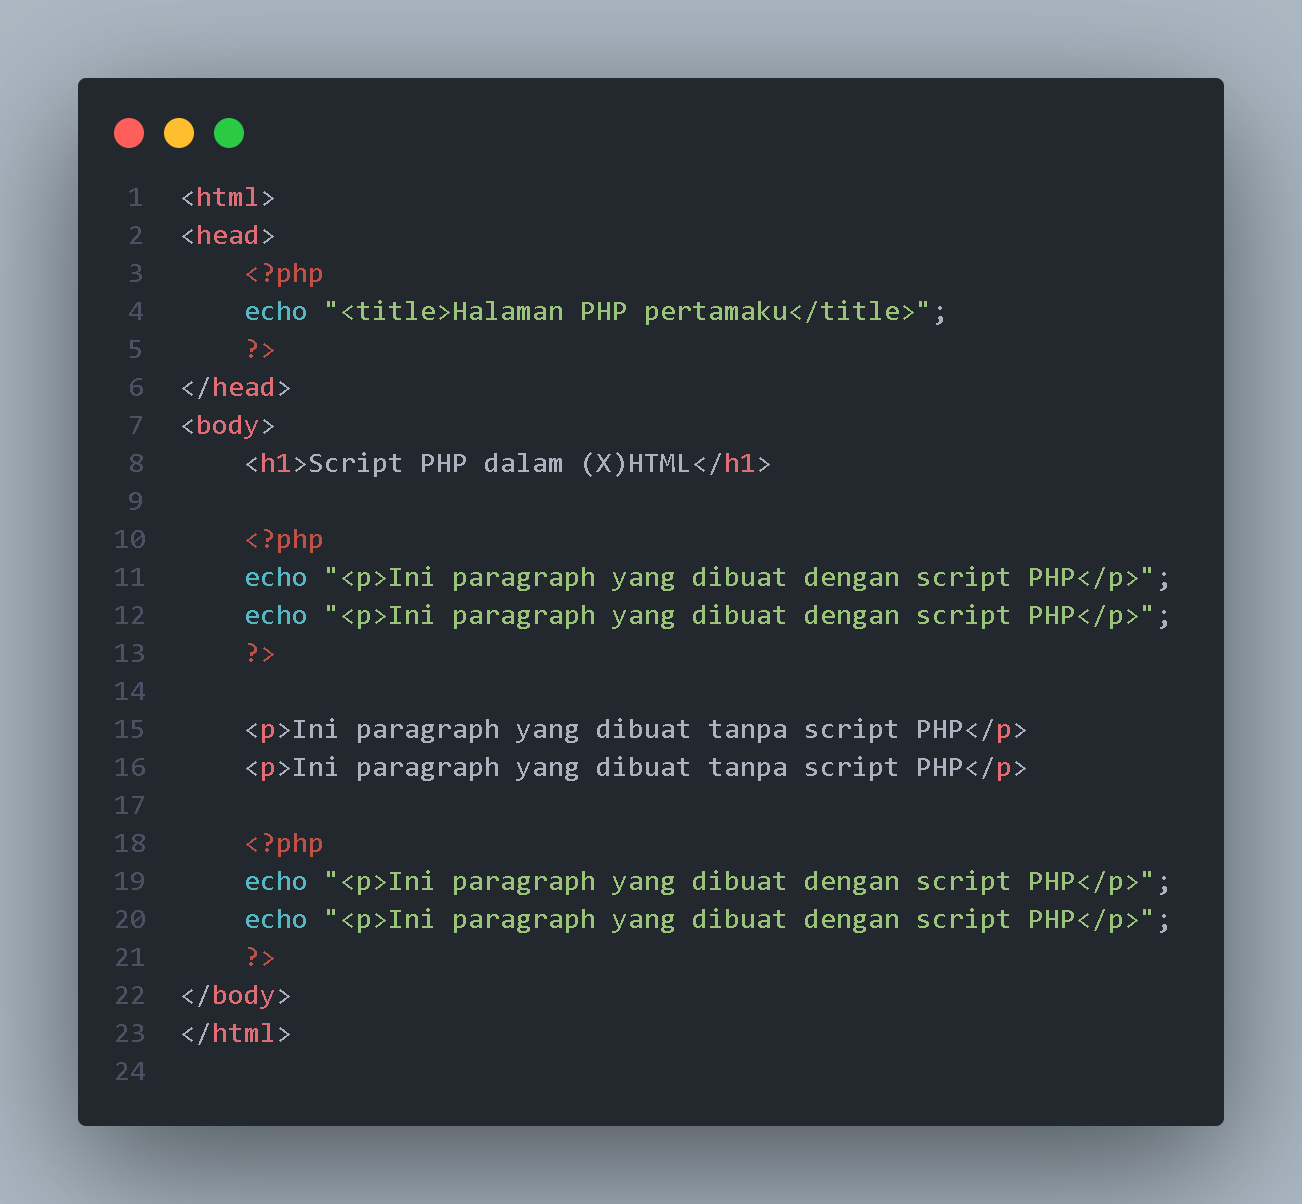 1 <html>
2 <head>
3     <?php
4     echo "<title>Halaman PHP pertamaku</title>";
5     ?>
6 </head>
7 <body>
8     <h1>Script PHP dalam (X)HTML</h1>
9
10     <?php
11     echo "<p>Ini paragraph yang dibuat dengan script PHP</p>";
12     echo "<p>Ini paragraph yang dibuat dengan script PHP</p>";
13     ?>
14
15     <p>Ini paragraph yang dibuat tanpa script PHP</p>
16     <p>Ini paragraph yang dibuat tanpa script PHP</p>
17
18     <?php
19     echo "<p>Ini paragraph yang dibuat dengan script PHP</p>";
20     echo "<p>Ini paragraph yang dibuat dengan script PHP</p>";
21     ?>
22 </body>
23 </html>
24